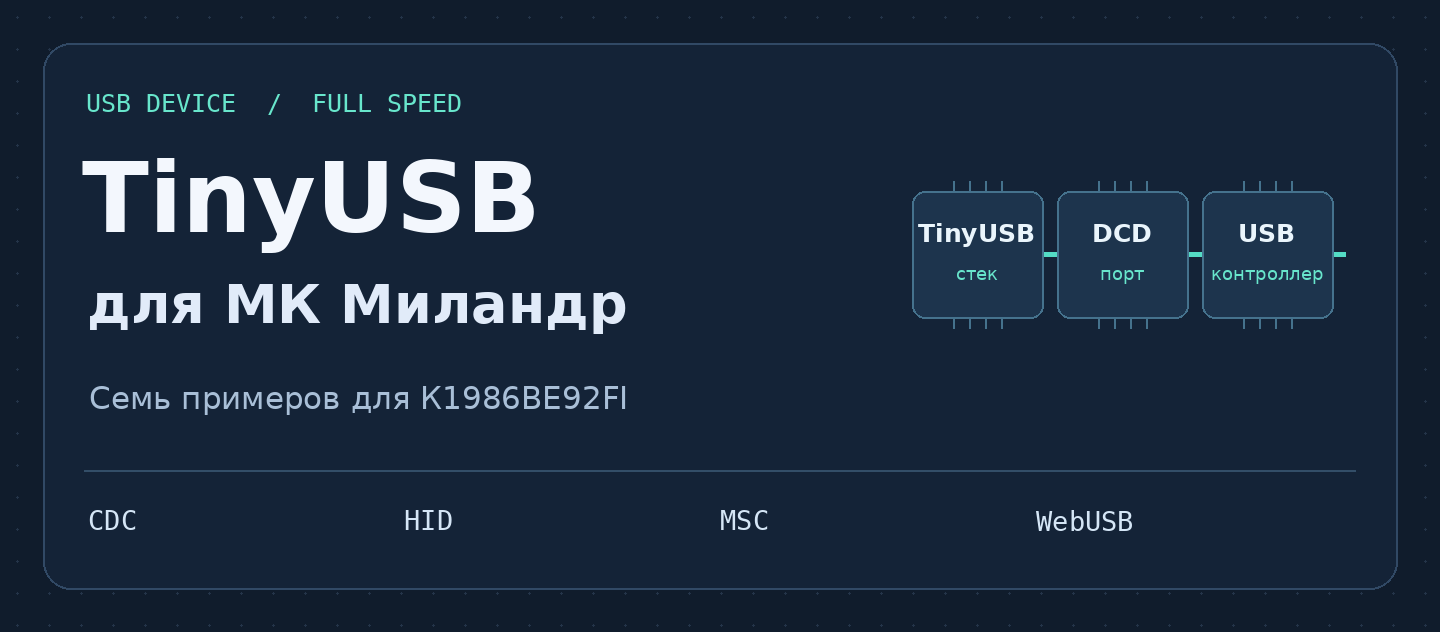 USB DEVICE / FULL SPEED
TinyUSB
для МК Миландр
Семь примеров для К1986ВЕ92FI
TinyUSB
стек
DCD
порт
USB
контроллер
CDC
HID
MSC
WebUSB